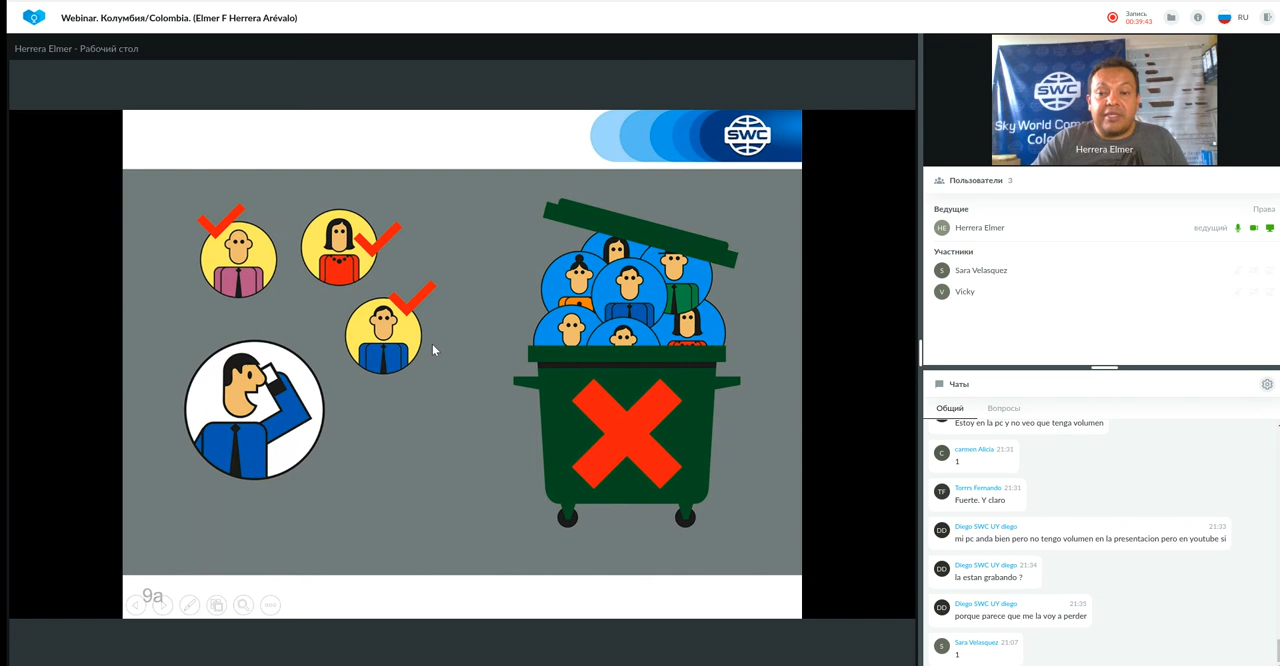 Webinar. Колумбия/Colombia. (Elmer F Herrera Arévalo)
Запись
00:39:43
RU
Herrera Elmer - Рабочий стол
SWC
SWC
Sky World Com
Col
Herrera Elmer
Пользователи 3
Ведущие
Права
HE
Herrera Elmer
ведущий
Участники
S
Sara Velasquez
V
Vicky
Чаты
Общий
Вопросы
Estoy en la pc y no veo que tenga volumen
C
carmen Alicia 21:31
1
TF
Torrrs Fernando 21:31
Fuerte. Y claro
DD
Diego SWC UY diego 21:33
mi pc anda bien pero no tengo volumen en la presentacion pero en youtube si
DD
Diego SWC UY diego 21:34
la estan grabando ?
DD
Diego SWC UY diego 21:35
porque parece que me la voy a perder
S
Sara Velasquez 21:07
1
9a